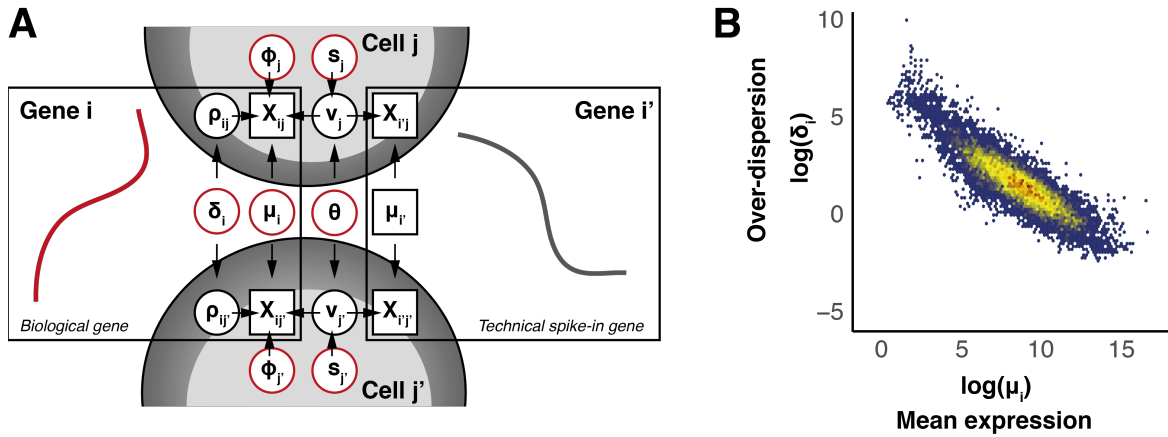 A
Cell j
ϕj
sj
Gene i
ρij
Xij
νj
Xi'j
Gene i’
δi
μi
θ
μi'
ρij'
Xij'
νj'
Xi'j'
Biological gene
Technical spike-in gene
ϕj'
sj'
Cell j’
B
Over-dispersion
log(δi)
10
5
0
−5
0
5
10
15
log(μi)
Mean expression